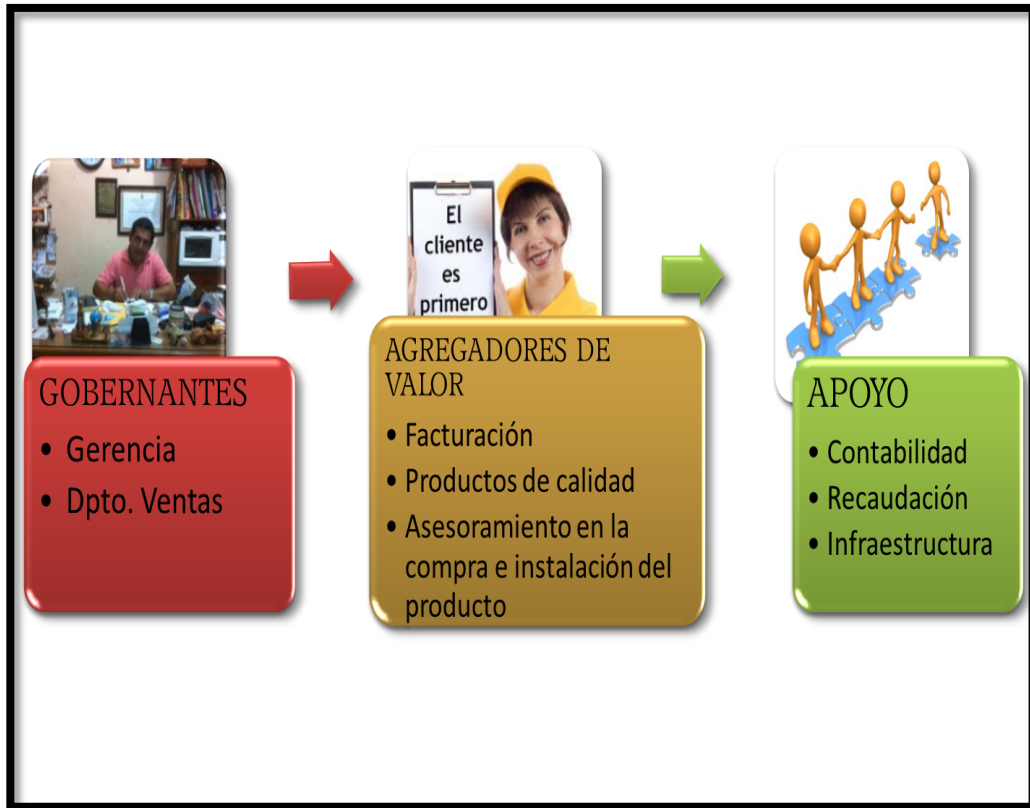 El
cliente
es
primero
GOBERNANTES
• Gerencia
• Dpto. Ventas
AGREGADORES DE
VALOR
• Facturación
• Productos de calidad
• Asesoramiento en la
compra e instalación del
producto
APOYO
• Contabilidad
• Recaudación
• Infraestructura